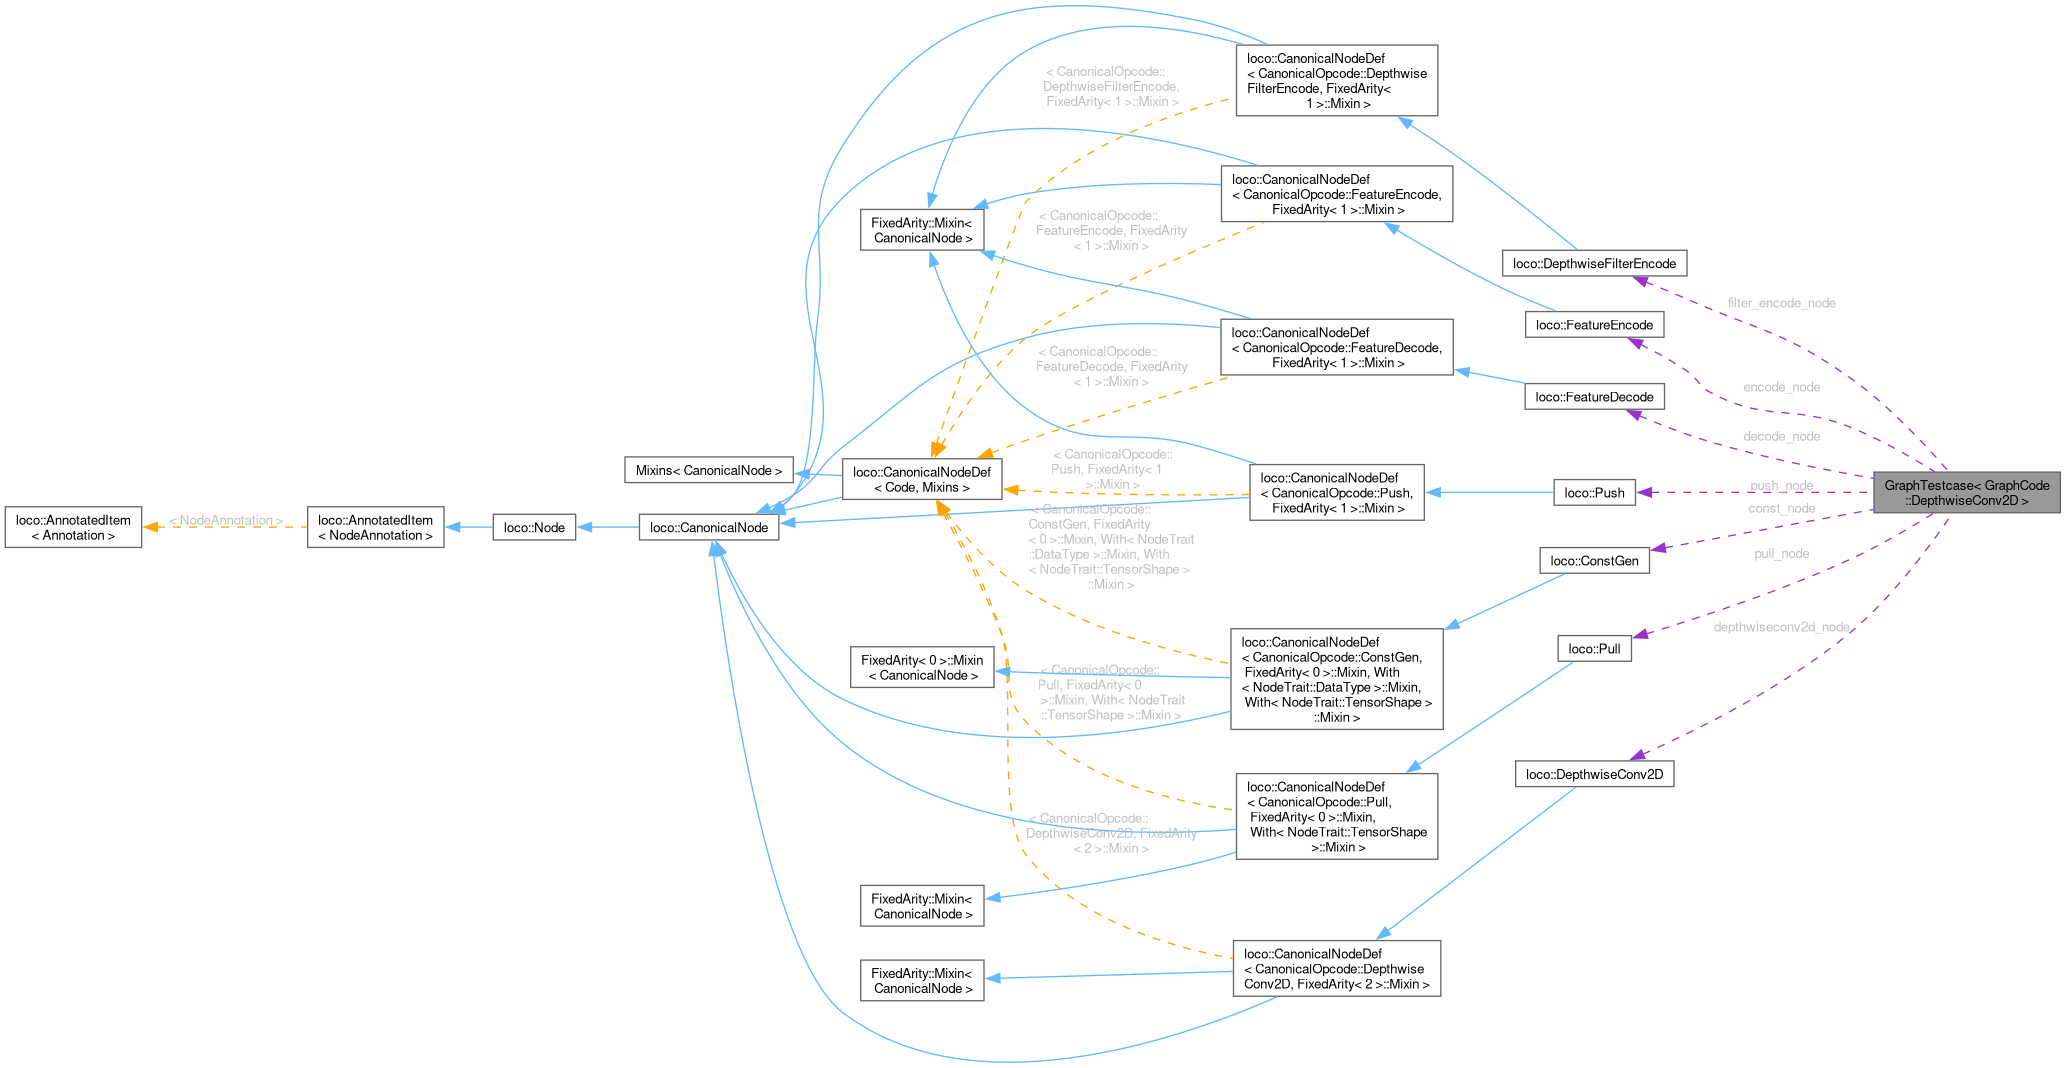 loco::AnnotatedItem
< Annotation >
< NodeAnnotation >
loco::AnnotatedItem
< NodeAnnotation >
loco::Node
loco::CanonicalNode
Mixins< CanonicalNode >
FixedArity::Mixin<
CanonicalNode >
loco::CanonicalNodeDef
< Code, Mixins >
FixedArity< 0 >::Mixin
< CanonicalNode >
FixedArity::Mixin<
CanonicalNode >
FixedArity::Mixin<
CanonicalNode >
< CanonicalOpcode::
DepthwiseFilterEncode,
FixedArity< 1 >::Mixin >
< CanonicalOpcode::
FeatureEncode, FixedArity
< 1 >::Mixin >
< CanonicalOpcode::
FeatureDecode, FixedArity
< 1 >::Mixin >
< CanonicalOpcode::
Push, FixedArity< 1
>::Mixin >
< CanonicalOpcode::
ConstGen, FixedArity
< 0 >::Mixin, With< NodeTrait
::DataType >::Mixin, With
< NodeTrait::TensorShape >
::Mixin >
< CanonicalOpcode::
Pull, FixedArity< 0
>::Mixin, With< NodeTrait
::TensorShape >::Mixin >
< CanonicalOpcode::
DepthwiseConv2D, FixedArity
< 2 >::Mixin >
loco::CanonicalNodeDef
< CanonicalOpcode::Depthwise
FilterEncode, FixedArity<
1 >::Mixin >
loco::CanonicalNodeDef
< CanonicalOpcode::FeatureEncode,
FixedArity< 1 >::Mixin >
loco::CanonicalNodeDef
< CanonicalOpcode::FeatureDecode,
FixedArity< 1 >::Mixin >
loco::CanonicalNodeDef
< CanonicalOpcode::Push,
FixedArity< 1 >::Mixin >
loco::CanonicalNodeDef
< CanonicalOpcode::ConstGen,
FixedArity< 0 >::Mixin, With
< NodeTrait::DataType >::Mixin,
With< NodeTrait::TensorShape >
::Mixin >
loco::CanonicalNodeDef
< CanonicalOpcode::Pull,
FixedArity< 0 >::Mixin,
With< NodeTrait::TensorShape
>::Mixin >
loco::CanonicalNodeDef
< CanonicalOpcode::Depthwise
Conv2D, FixedArity< 2 >::Mixin >
loco::DepthwiseFilterEncode
loco::FeatureEncode
loco::FeatureDecode
loco::Push
loco::ConstGen
loco::Pull
loco::DepthwiseConv2D
filter_encode_node
encode_node
decode_node
push_node
const_node
pull_node
depthwiseconv2d_node
GraphTestcase< GraphCode
::DepthwiseConv2D >